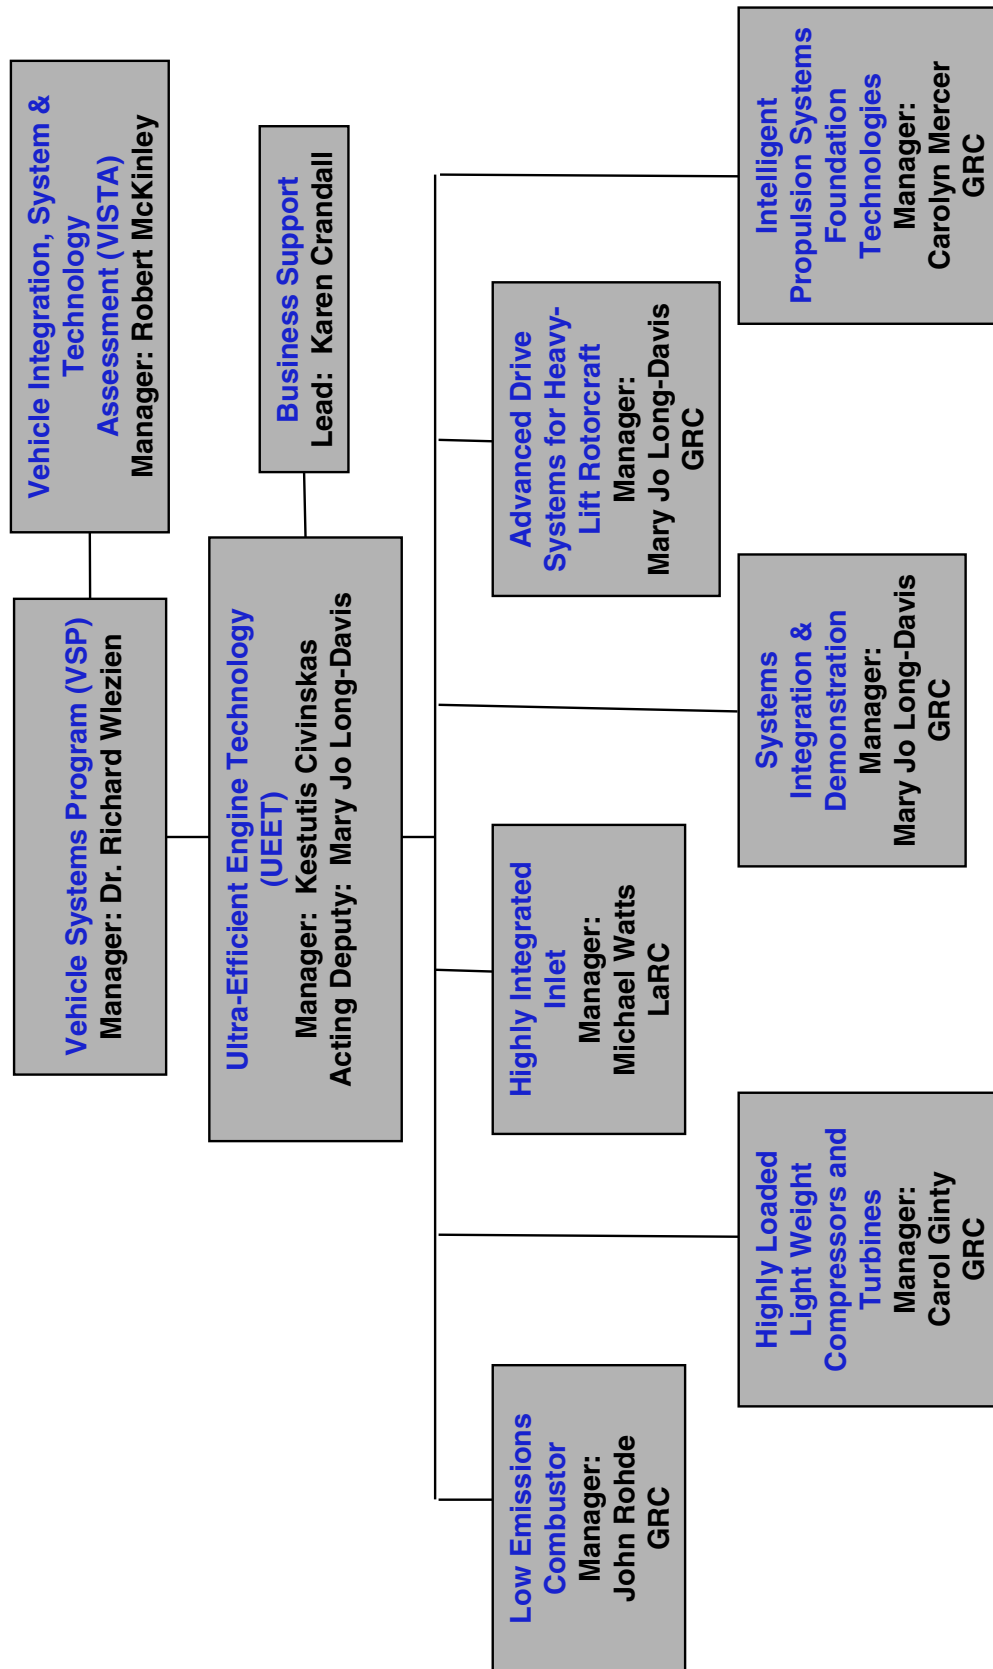 Vehicle Systems Program (VSP)
Manager: Dr. Richard Wlezien
Vehicle Integration, System &
Technology
Assessment (VISTA)
Manager: Robert McKinley
Ultra-Efficient Engine Technology
(UEET)
Manager: Kestutis Civinskas
Acting Deputy: Mary Jo Long-Davis
Business Support
Lead: Karen Crandall
Low Emissions
Combustor
Manager:
John Rohde
GRC
Highly Integrated
Inlet
Manager:
Michael Watts
LaRC
Advanced Drive
Systems for Heavy-
Lift Rotorcraft
Manager:
Mary Jo Long-Davis
GRC
Highly Loaded
Light Weight
Compressors and
Turbines
Manager:
Carol Ginty
GRC
Systems
Integration &
Demonstration
Manager:
Mary Jo Long-Davis
GRC
Intelligent
Propulsion Systems
Foundation
Technologies
Manager:
Carolyn Mercer
GRC